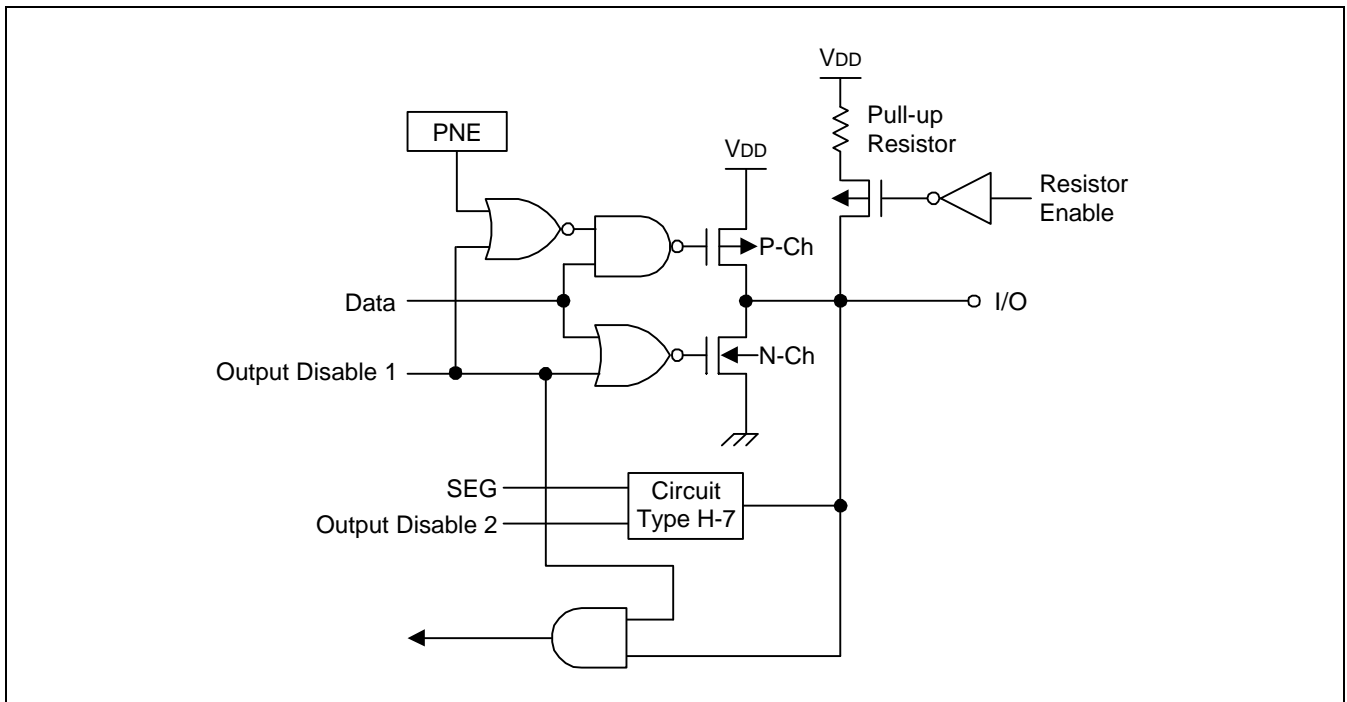 VDD
Pull-up
Resistor
PNE
VDD
Resistor
Enable
P-Ch
Data
I/O
N-Ch
Output Disable 1
SEG
Circuit
Type H-7
Output Disable 2